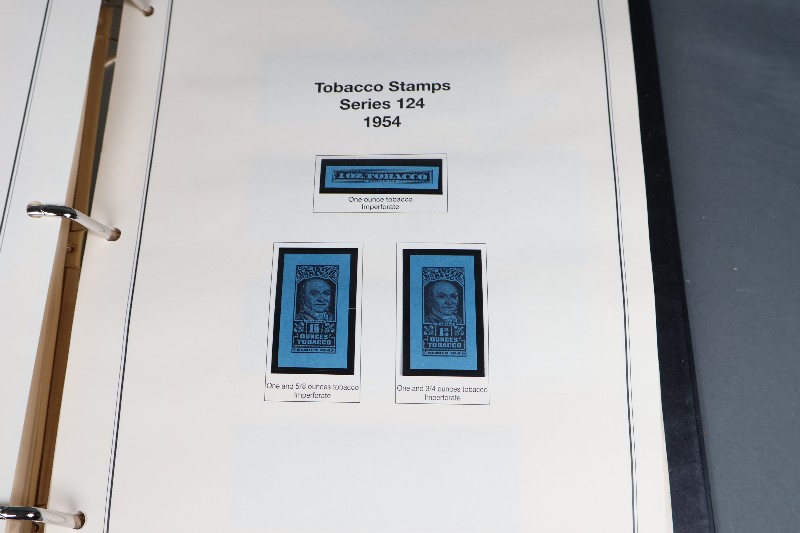 Tobacco Stamps
Series 124
1954
1 OZ. TOBACCO
One ounce tobacco
Imperforate
OUNCES
TOBACCO
One and 5/8 ounces tobacco
Imperforate
OUNCES
TOBACCO
One and 3/4 ounces tobacco
Imperforate